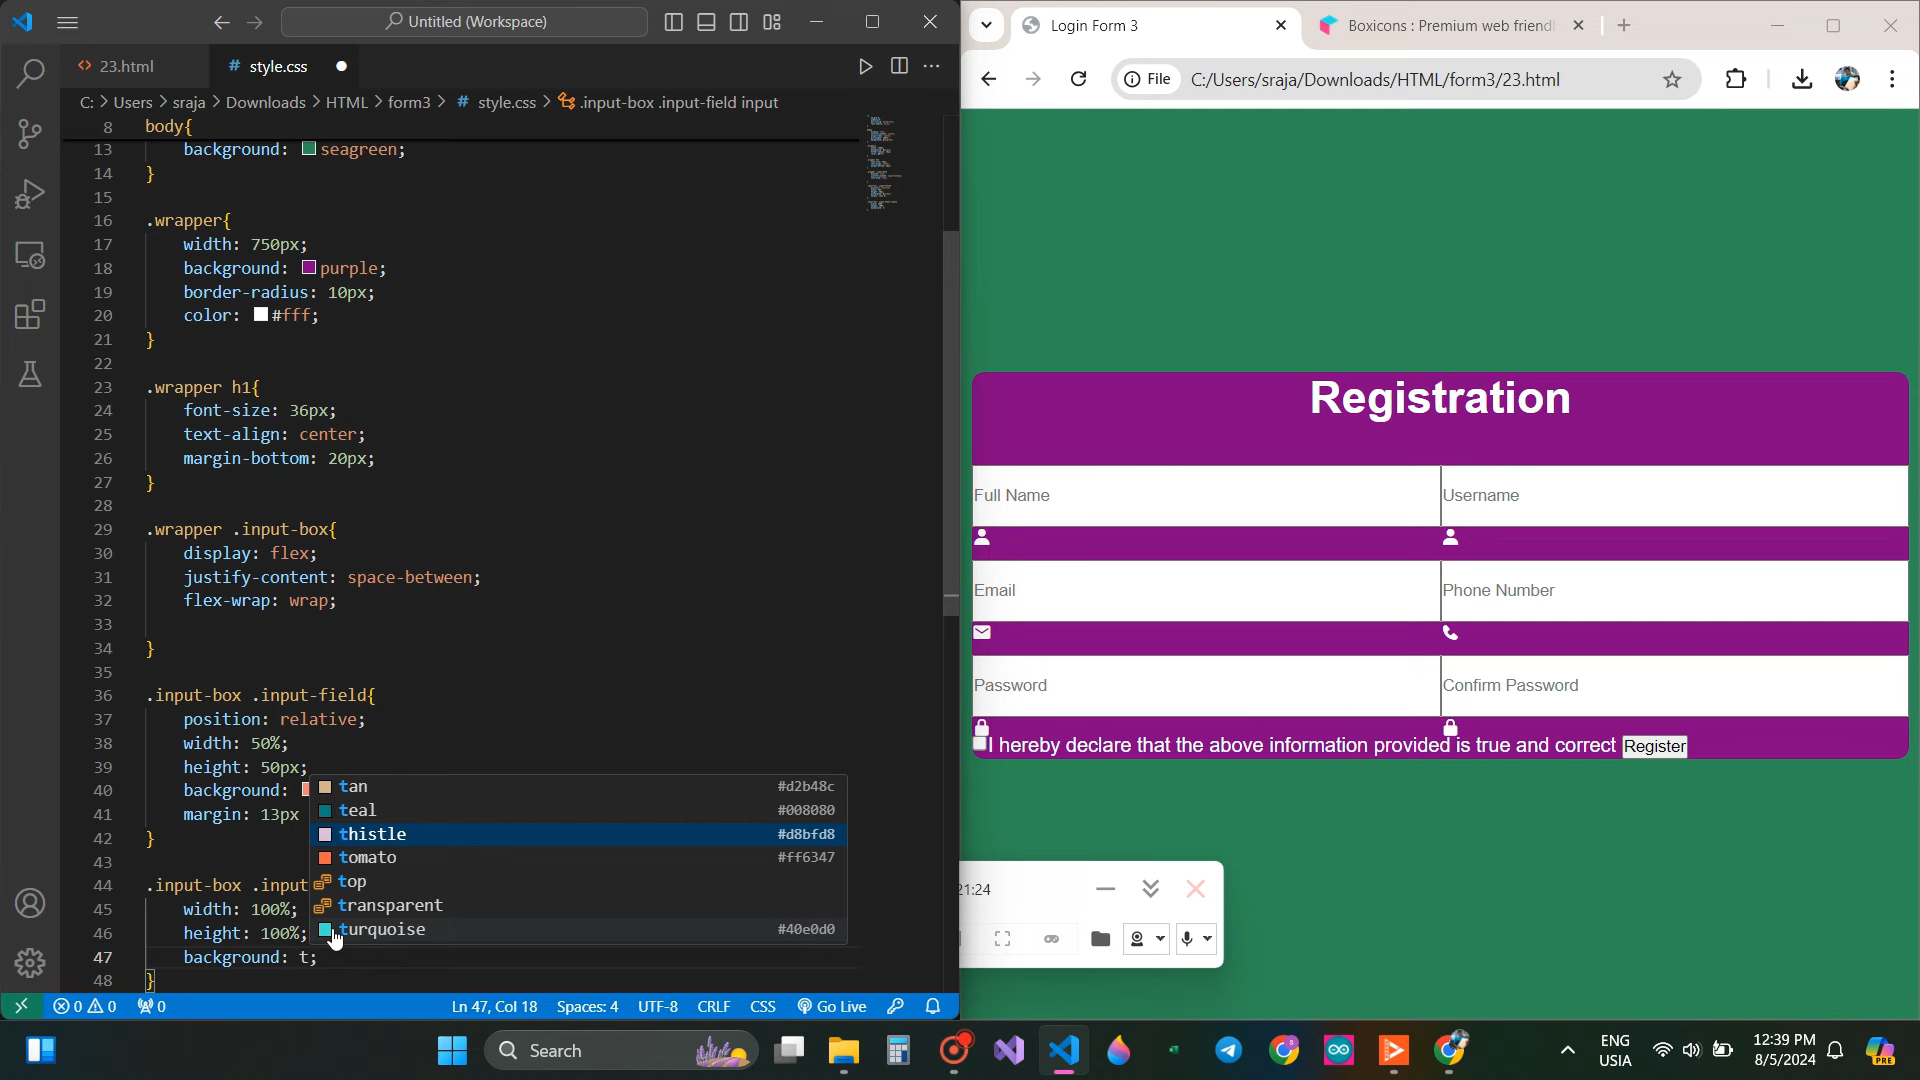 Untitled (Workspace)
<> 23.html
# style.css
C: > Users > sraja > Downloads > HTML > form3 > # style.css > .input-box .input-field input
8 body{
13 background: seagreen;
14 }
15
16 .wrapper{
17 width: 750px;
18 background: purple;
19 border-radius: 10px;
20 color: #fff;
21 }
22
23 .wrapper h1{
24 font-size: 36px;
25 text-align: center;
26 margin-bottom: 20px;
27 }
28
29 .wrapper .input-box{
30 display: flex;
31 justify-content: space-between;
32 flex-wrap: wrap;
33
34 }
35
36 .input-box .input-field{
37 position: relative;
38 width: 50%;
39 height: 50px;
40 background:
41 margin: 13px
42 }
43
44 .input-box .input
45 width: 100%;
46 height: 100%;
47 background: t;
48 }
tan #d2b48c
teal #008080
thistle #d8bfd8
tomato #ff6347
top
transparent
turquoise #40e0d0
0 0 0
Ln 47, Col 18 Spaces: 4 UTF-8 CRLF CSS Go Live
Login Form 3
Boxicons : Premium web friendl
File C:/Users/sraja/Downloads/HTML/form3/23.html
Registration
Full Name Username
Email Phone Number
Password Confirm Password
I hereby declare that the above information provided is true and correct Register
21:24
Search
ENG
USIA
12:39 PM
8/5/2024
PRE